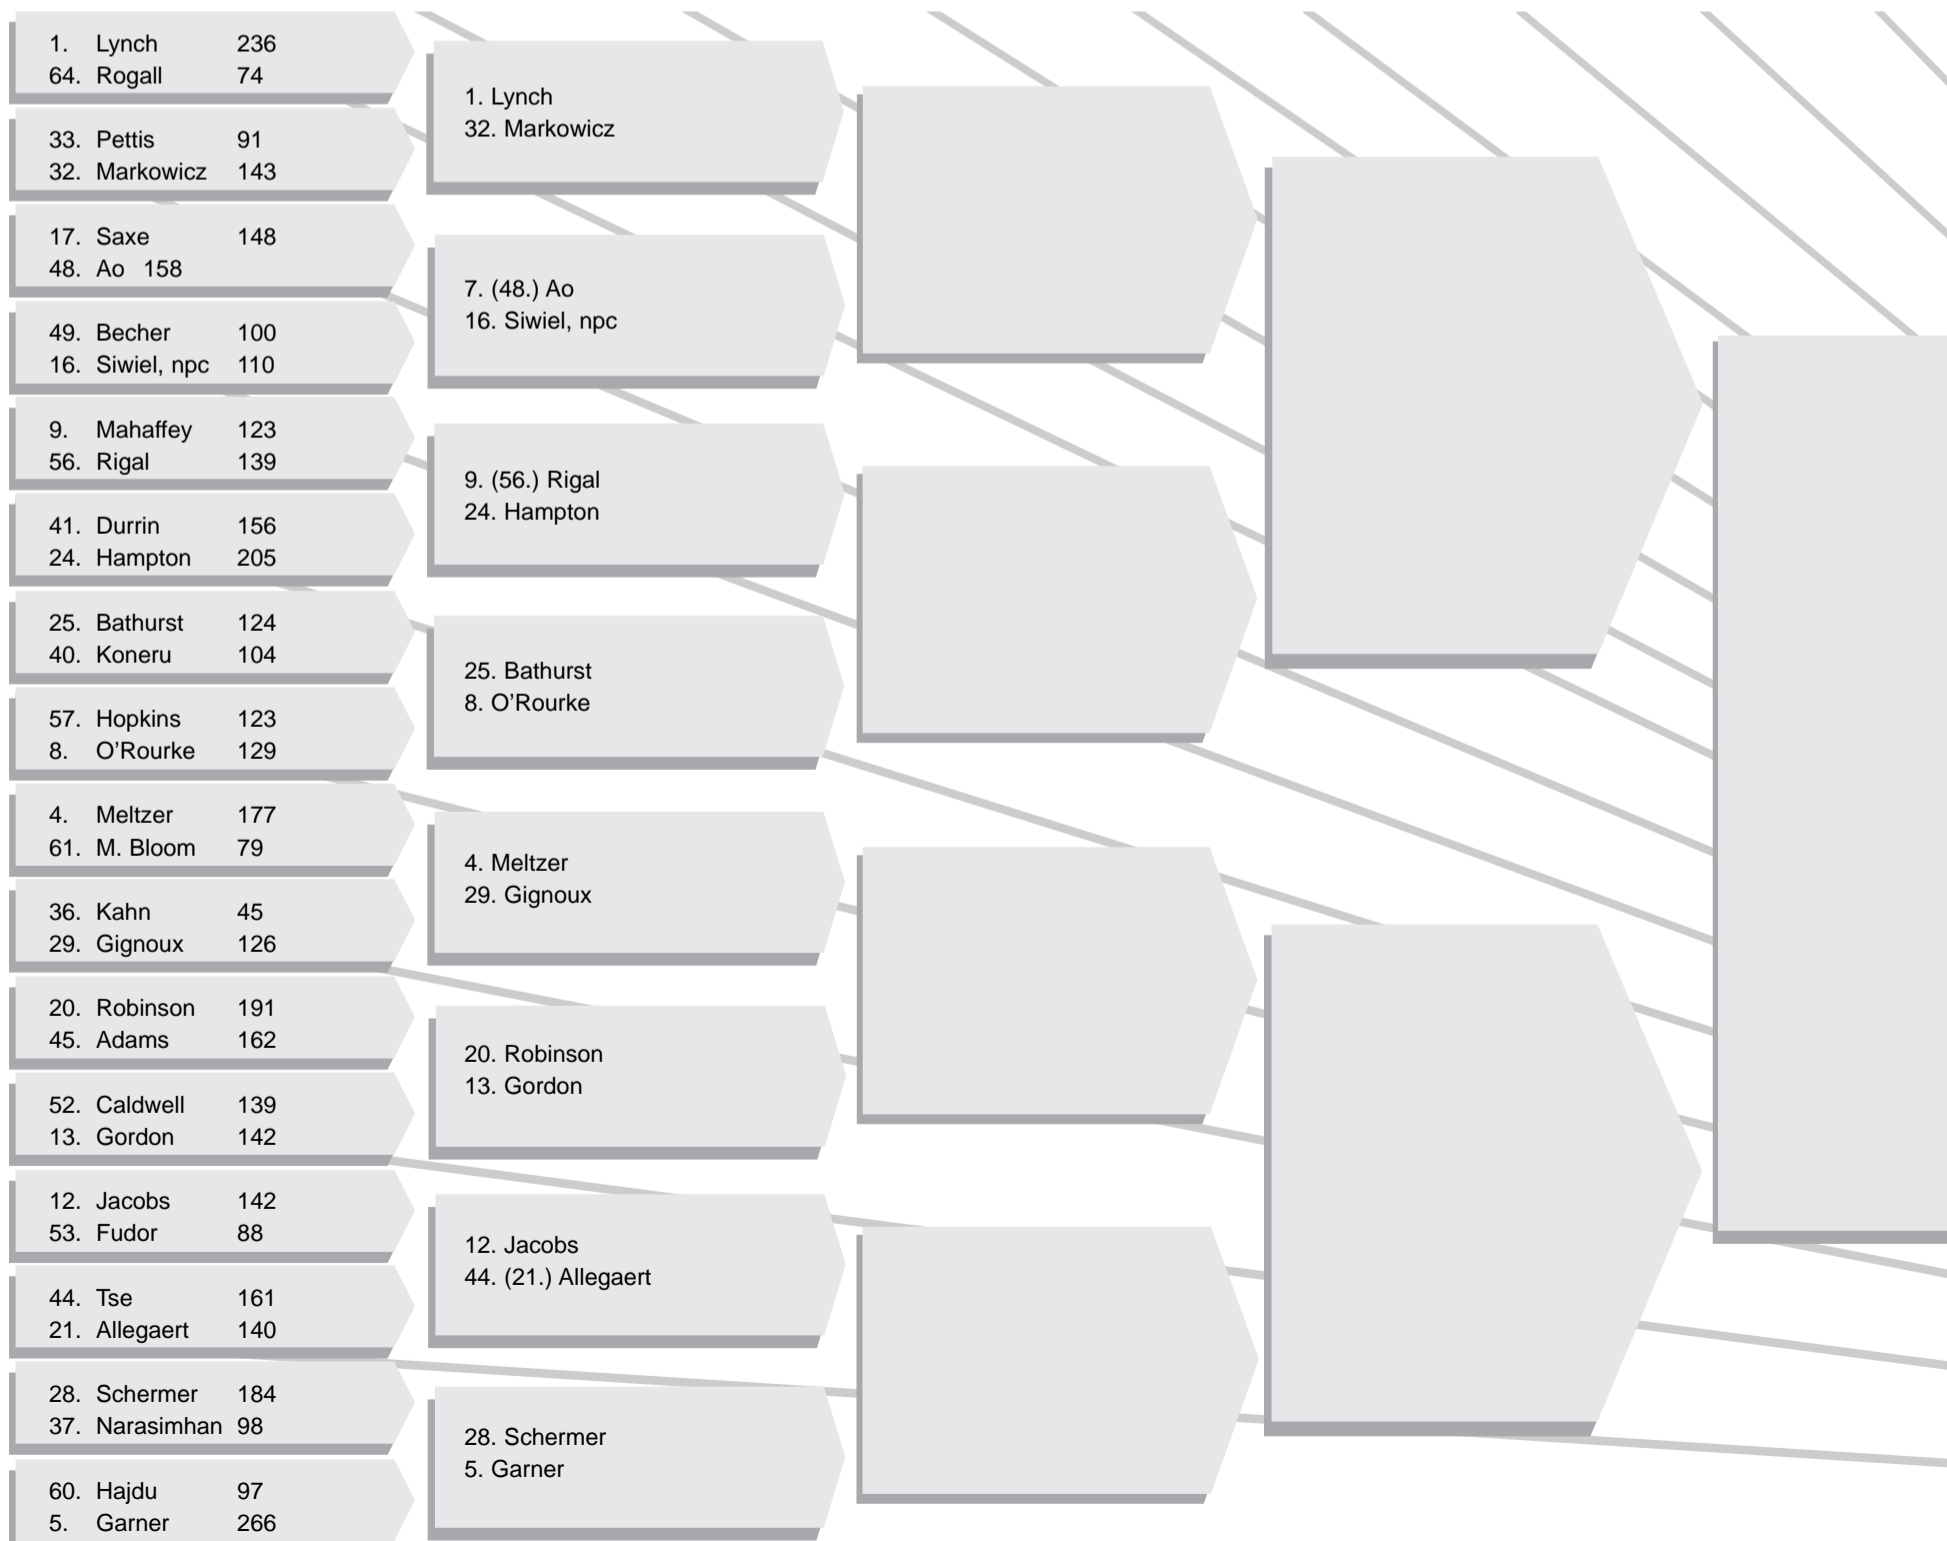 1. Lynch 236
64. Rogall 74
33. Pettis 91
32. Markowicz 143
17. Saxe 148
48. Ao 158
49. Becher 100
16. Siwiel, npc 110
9. Mahaffey 123
56. Rigal 139
41. Durrin 156
24. Hampton 205
25. Bathurst 124
40. Koneru 104
57. Hopkins 123
8. O’Rourke 129
4. Meltzer 177
61. M. Bloom 79
36. Kahn 45
29. Gignoux 126
20. Robinson 191
45. Adams 162
52. Caldwell 139
13. Gordon 142
12. Jacobs 142
53. Fudor 88
44. Tse 161
21. Allegaert 140
28. Schermer 184
37. Narasimhan 98
60. Hajdu 97
5. Garner 266
1. Lynch
32. Markowicz
7. (48.) Ao
16. Siwiel, npc
9. (56.) Rigal
24. Hampton
25. Bathurst
8. O’Rourke
4. Meltzer
29. Gignoux
20. Robinson
13. Gordon
12. Jacobs
44. (21.) Allegaert
28. Schermer
5. Garner